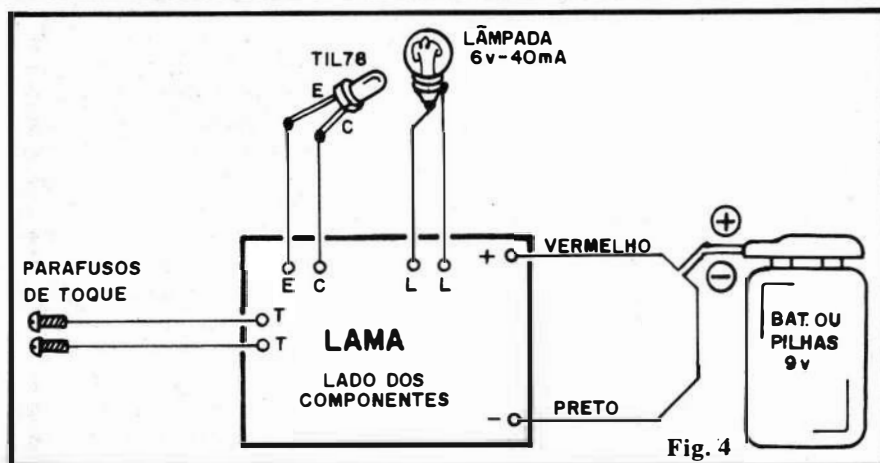 TIL78
E
C
LÂMPADA
6v-40mA
PARAFUSOS
DE TOQUE
E C L L
+ VERMELHO
+
-
T
T
LAMA
LADO DOS
COMPONENTES
- PRETO
BAT. OU
PILHAS
9v
Fig. 4